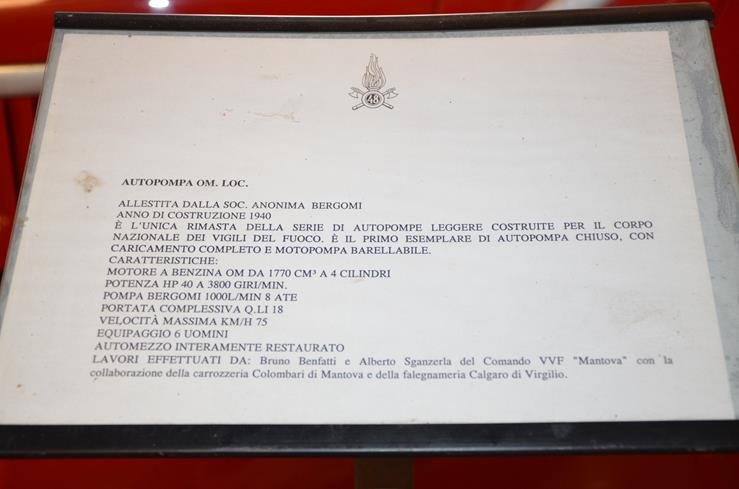 48
AUTOPOMPA OM. LOC.
ALLESTITA DALLA SOC. ANONIMA BERGOMI
ANNO DI COSTRUZIONE 1940
È L'UNICA RIMASTA DELLA SERIE DI AUTOPOMPE LEGGERE COSTRUITE PER IL CORPO
NAZIONALE DEI VIGILI DEL FUOCO. È IL PRIMO ESEMPLARE DI AUTOPOMPA CHIUSO, CON
CARICAMENTO COMPLETO E MOTOPOMPA BARELLABILE.
CARATTERISTICHE:
MOTORE A BENZINA OM DA 1770 CM³ A 4 CILINDRI
POTENZA HP 40 A 3800 GIRI/MIN.
POMPA BERGOMI 1000L/MIN 8 ATE
PORTATA COMPLESSIVA Q.LI 18
VELOCITÀ MASSIMA KM/H 75
EQUIPAGGIO 6 UOMINI
AUTOMEZZO INTERAMENTE RESTAURATO
LAVORI EFFETTUATI DA: Bruno Benfatti e Alberto Sganzerla del Comando VVF "Mantova" con la
collaborazione della carrozzeria Colombari di Mantova e della falegnameria Calgaro di Virgilio.